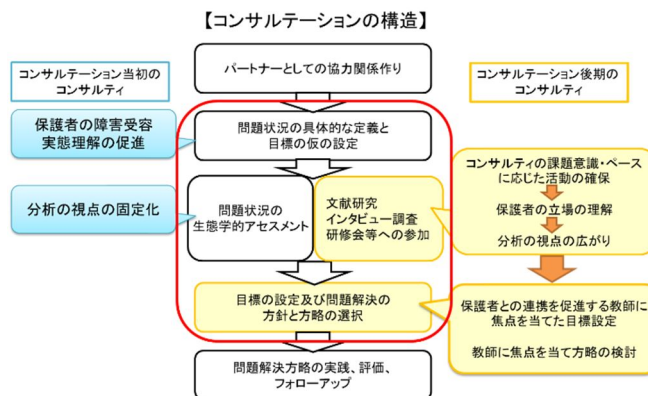 【コンサルテーションの構造】
コンサルテーション当初の
コンサルティ
パートナーとしての協力関係作り
コンサルテーション後期の
コンサルティ
保護者の障害受容
実態理解の促進
問題状況の具体的な定義と
目標の仮の設定
分析の視点の固定化
問題状況の
生態学的アセスメント
文献研究
インタビュー調査
研修会等への参加
コンサルティの課題意識・ペース
に応じた活動の確保
保護者の立場の理解
分析の視点の広がり
目標の設定及び問題解決の
方針と方略の選択
保護者との連携を促進する教師に
焦点を当てた目標設定
教師に焦点を当て方略の検討
問題解決方略の実践、評価、
フォローアップ